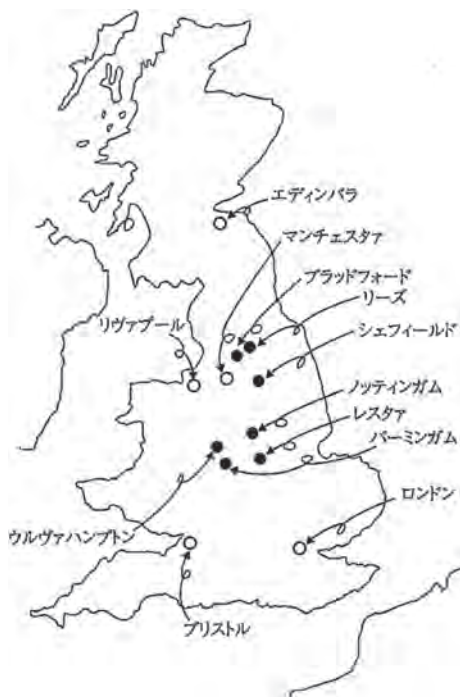 エディンバラ
マンチェスタァ
ブラッドフォード
リーズ
リヴァプール
シェフィールド
ノッティンガム
レスタァ
バーミンガム
ウルヴァハンプトン
ロンドン
ブリストル